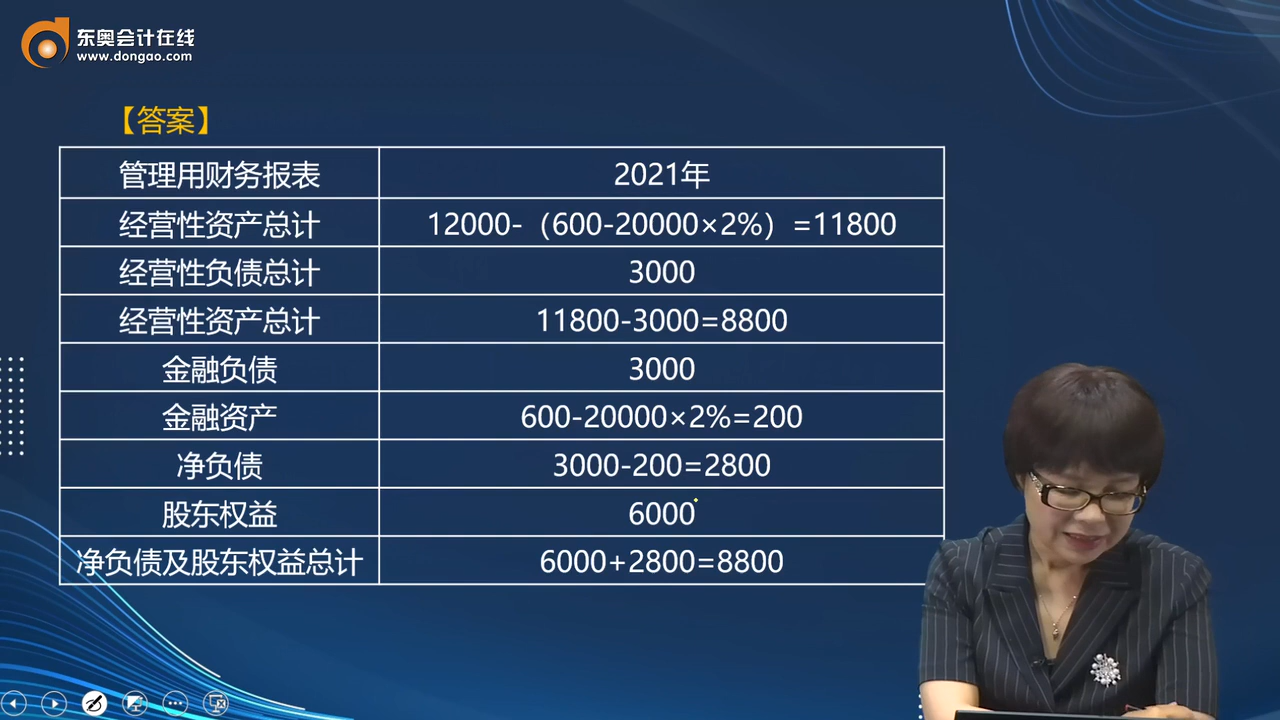 东奥会计在线
www.dongao.com
【答案】
管理用财务报表 2021年
经营性资产总计 12000-（600-20000×2%）=11800
经营性负债总计 3000
经营性资产总计 11800-3000=8800
金融负债 3000
金融资产 600-20000×2%=200
净负债 3000-200=2800
股东权益 6000
净负债及股东权益总计 6000+2800=8800